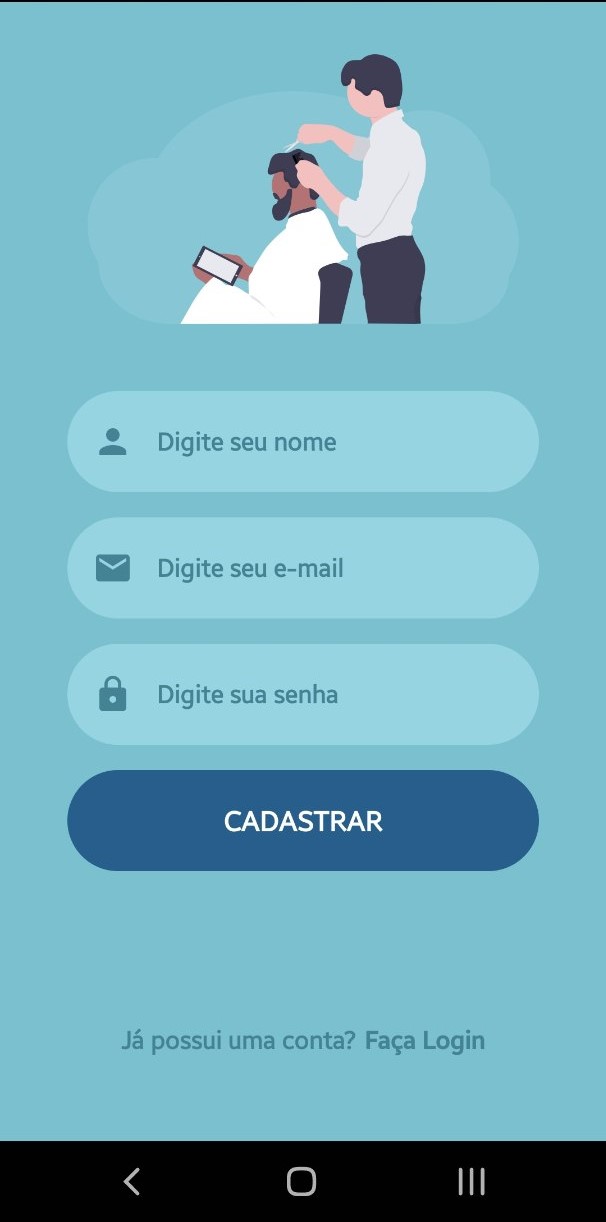 Digite seu nome
Digite seu e-mail
Digite sua senha
CADASTRAR
Já possui uma conta? Faça Login